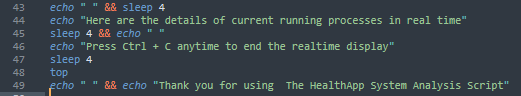 43 echo " " && sleep 4
44 echo "Here are the details of current running processes in real time"
45 sleep 4 && echo " "
46 echo "Press Ctrl + C anytime to end the realtime display"
47 sleep 4
48 top
49 echo " " && echo "Thank you for using  The HealthApp System Analysis Script"